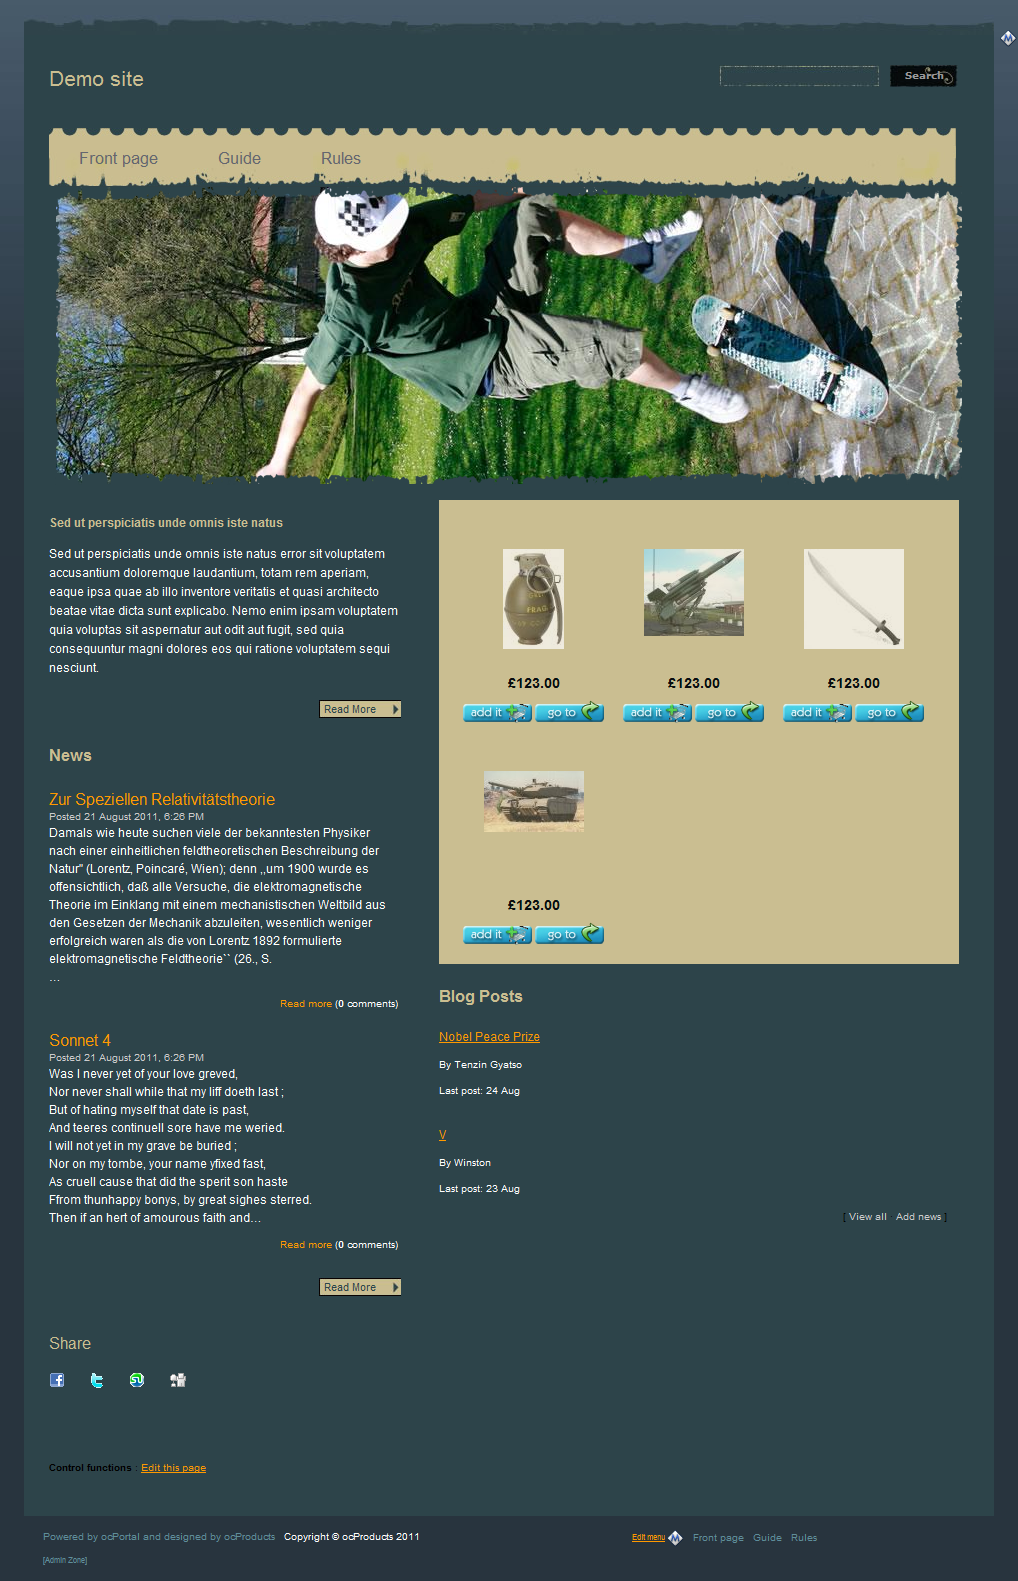 Demo site
Search
Front page
Guide
Rules
Sed ut perspiciatis unde omnis iste natus
Sed ut perspiciatis unde omnis iste natus error sit voluptatem
accusantium doloremque laudantium, totam rem aperiam,
eaque ipsa quae ab illo inventore veritatis et quasi architecto
beatae vitae dicta sunt explicabo. Nemo enim ipsam voluptatem
quia voluptas sit aspernatur aut odit aut fugit, sed quia
consequuntur magni dolores eos qui ratione voluptatem sequi
nesciunt.
Read More
News
Zur Speziellen Relativitätstheorie
Posted 21 August 2011, 6:26 PM
Damals wie heute suchen viele der bekanntesten Physiker
nach einer einheitlichen feldtheoretischen Beschreibung der
Natur" (Lorentz, Poincaré, Wien); denn ,,um 1900 wurde es
offensichtlich, daß alle Versuche, die elektromagnetische
Theorie im Einklang mit einem mechanistischen Weltbild aus
den Gesetzen der Mechanik abzuleiten, wesentlich weniger
erfolgreich waren als die von Lorentz 1892 formulierte
elektromagnetische Feldtheorie`` (26., S.
...
Read more (0 comments)
Sonnet 4
Posted 21 August 2011, 6:26 PM
Was I never yet of your love greved,
Nor never shall while that my liff doeth last ;
But of hating myself that date is past,
And teeres continuell sore have me weried.
I will not yet in my grave be buried ;
Nor on my tombe, your name yfixed fast,
As cruell cause that did the sperit son haste
Ffrom thunhappy bonys, by great sighes sterred.
Then if an hert of amourous faith and...
Read more (0 comments)
Read More
Share
Control functions : Edit this page
FRAG
£123.00
£123.00
£123.00
add it
go to
add it
go to
add it
go to
£123.00
add it
go to
Blog Posts
Nobel Peace Prize
By Tenzin Gyatso
Last post: 24 Aug
V
By Winston
Last post: 23 Aug
[ View all · Add news ]
Powered by ocPortal and designed by ocProducts Copyright © ocProducts 2011
[Admin Zone]
Edit menu
M
Front page
Guide
Rules
M